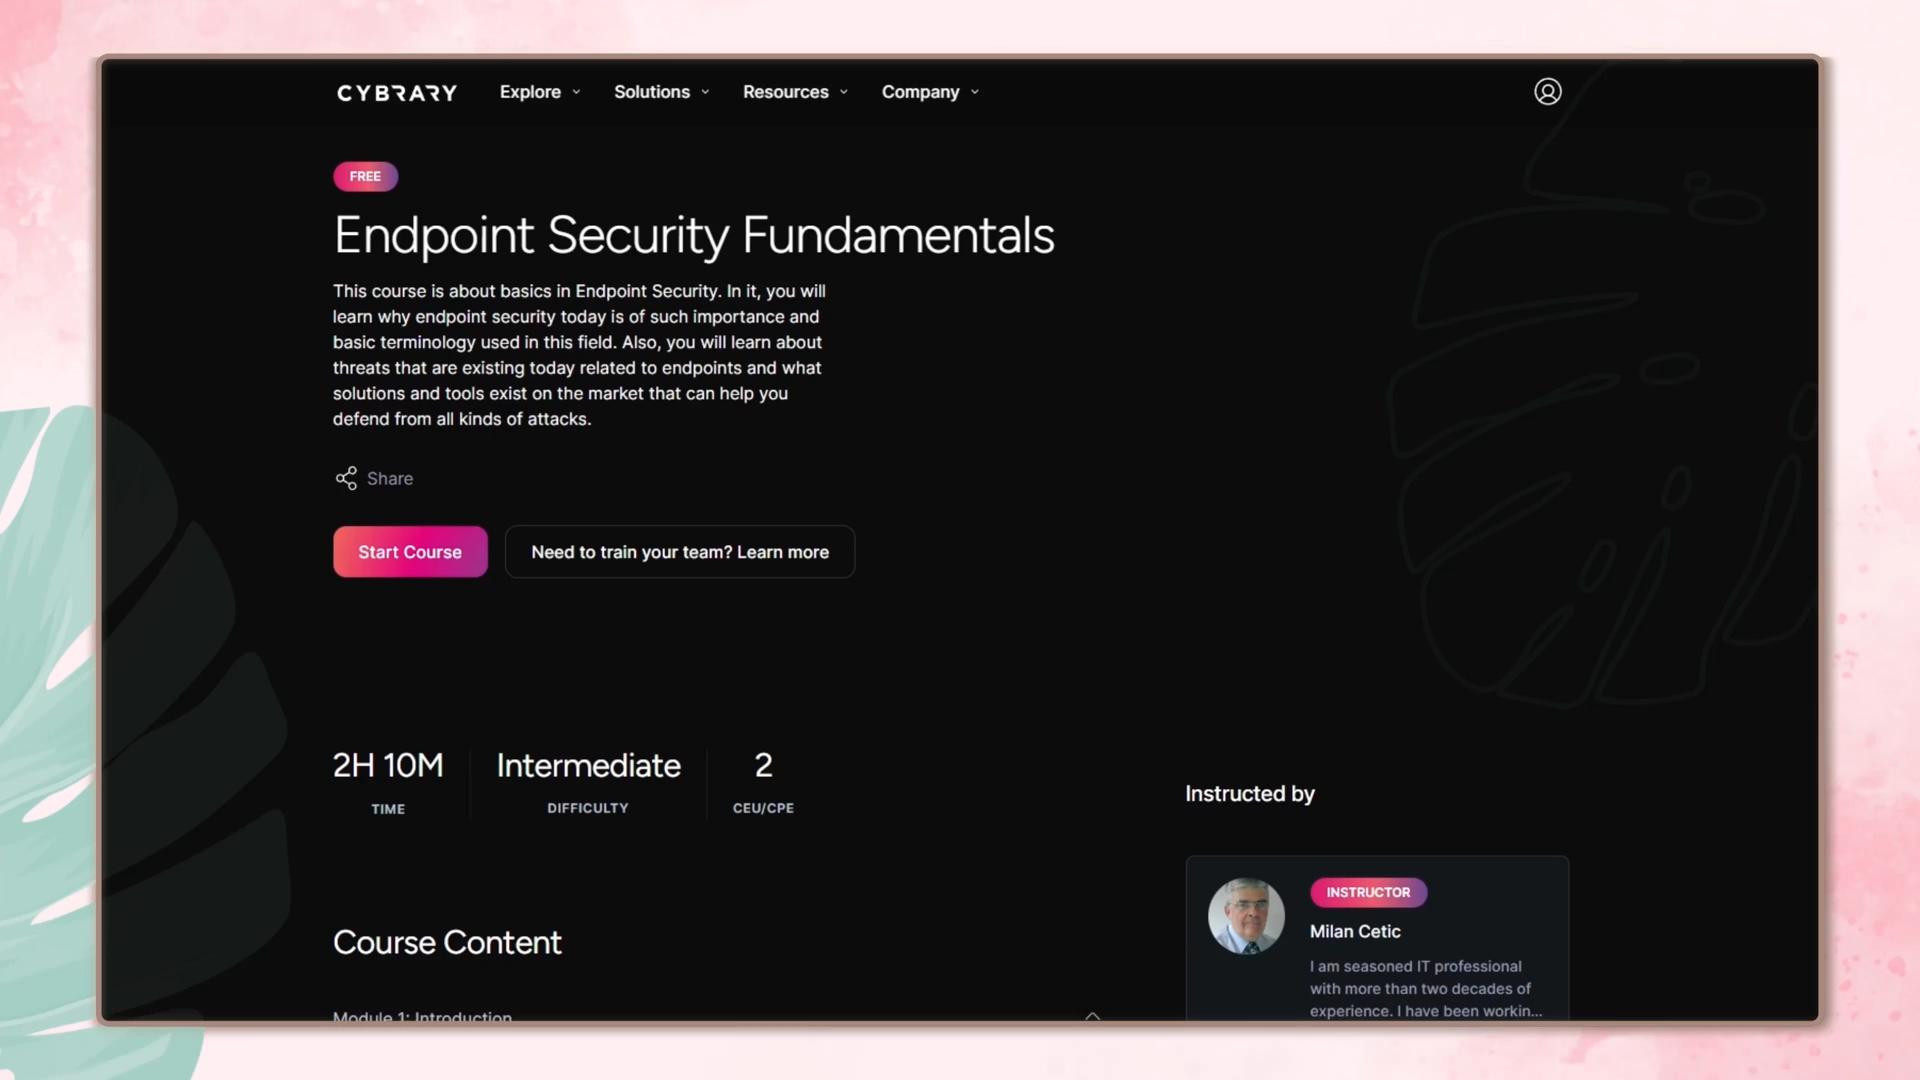 CYBRARY
Explore
Solutions
Resources
Company
FREE
Endpoint Security Fundamentals
This course is about basics in Endpoint Security. In it, you will
learn why endpoint security today is of such importance and
basic terminology used in this field. Also, you will learn about
threats that are existing today related to endpoints and what
solutions and tools exist on the market that can help you
defend from all kinds of attacks.
Share
Start Course
Need to train your team? Learn more
2H 10M
TIME
Intermediate
DIFFICULTY
2
CEU/CPE
Course Content
Module 1: Introduction
Instructed by
INSTRUCTOR
Milan Cetic
I am seasoned IT professional
with more than two decades of
experience. I have been workin...